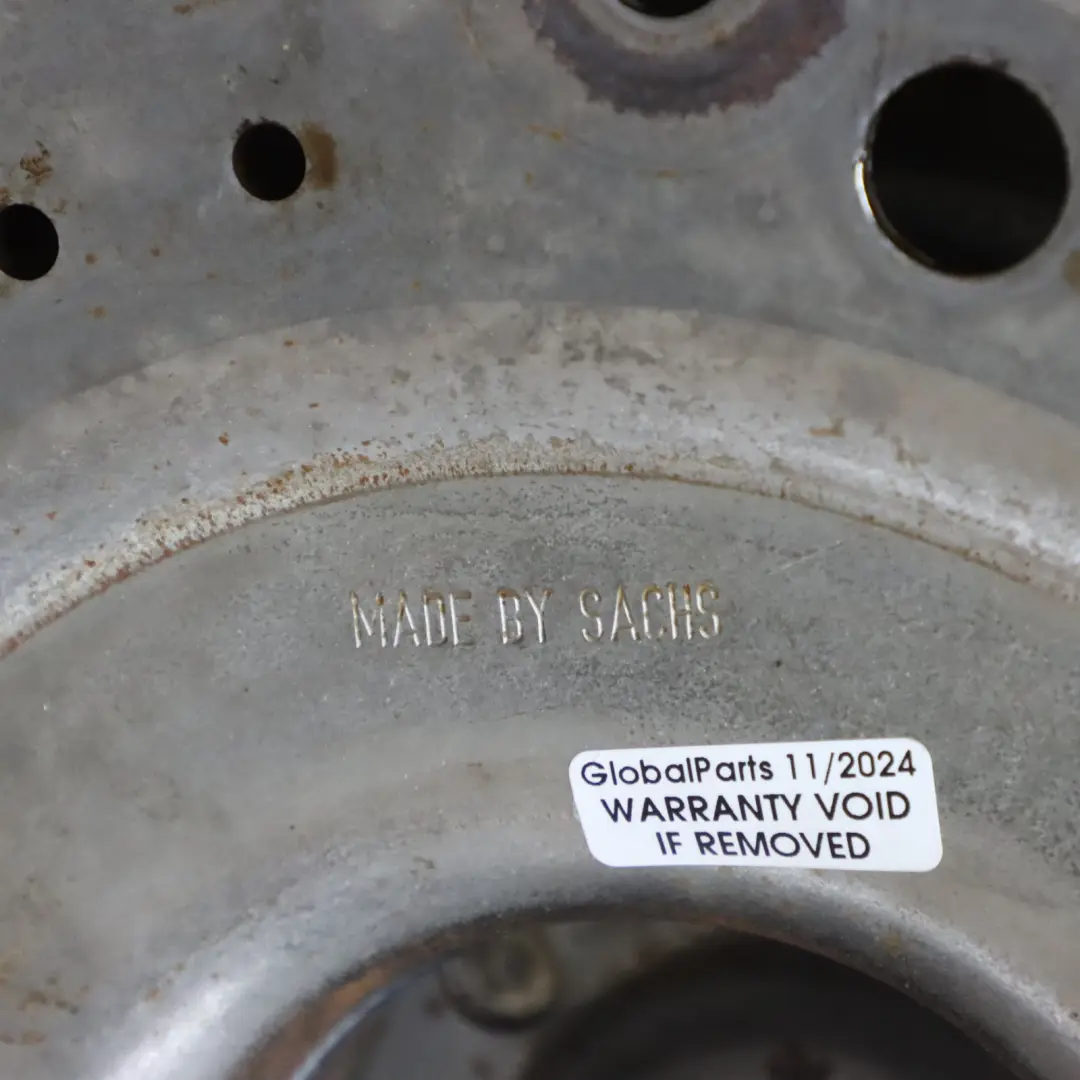 MADE BY SACHS
GlobalParts 11/2024
WARRANTY VOID
IF REMOVED